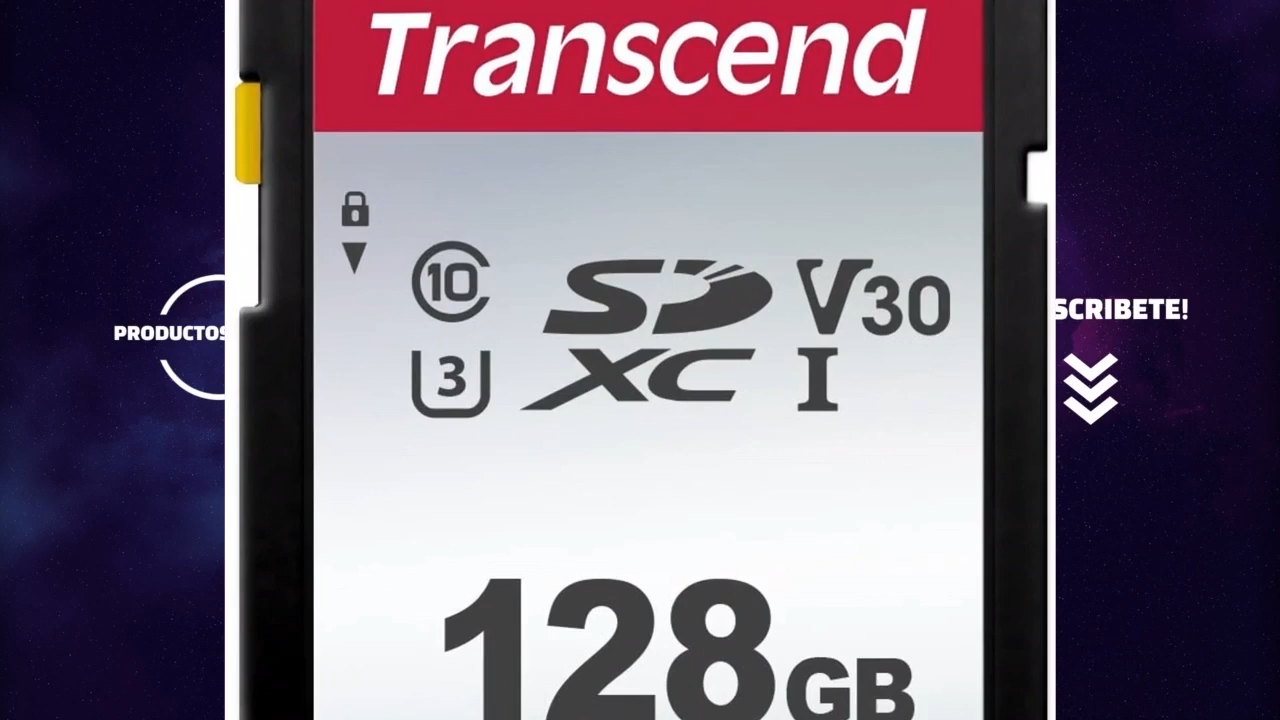 Transcend
10
SD V30
3
XC I
PRODUCTOS
SCRIBETE!
128GB